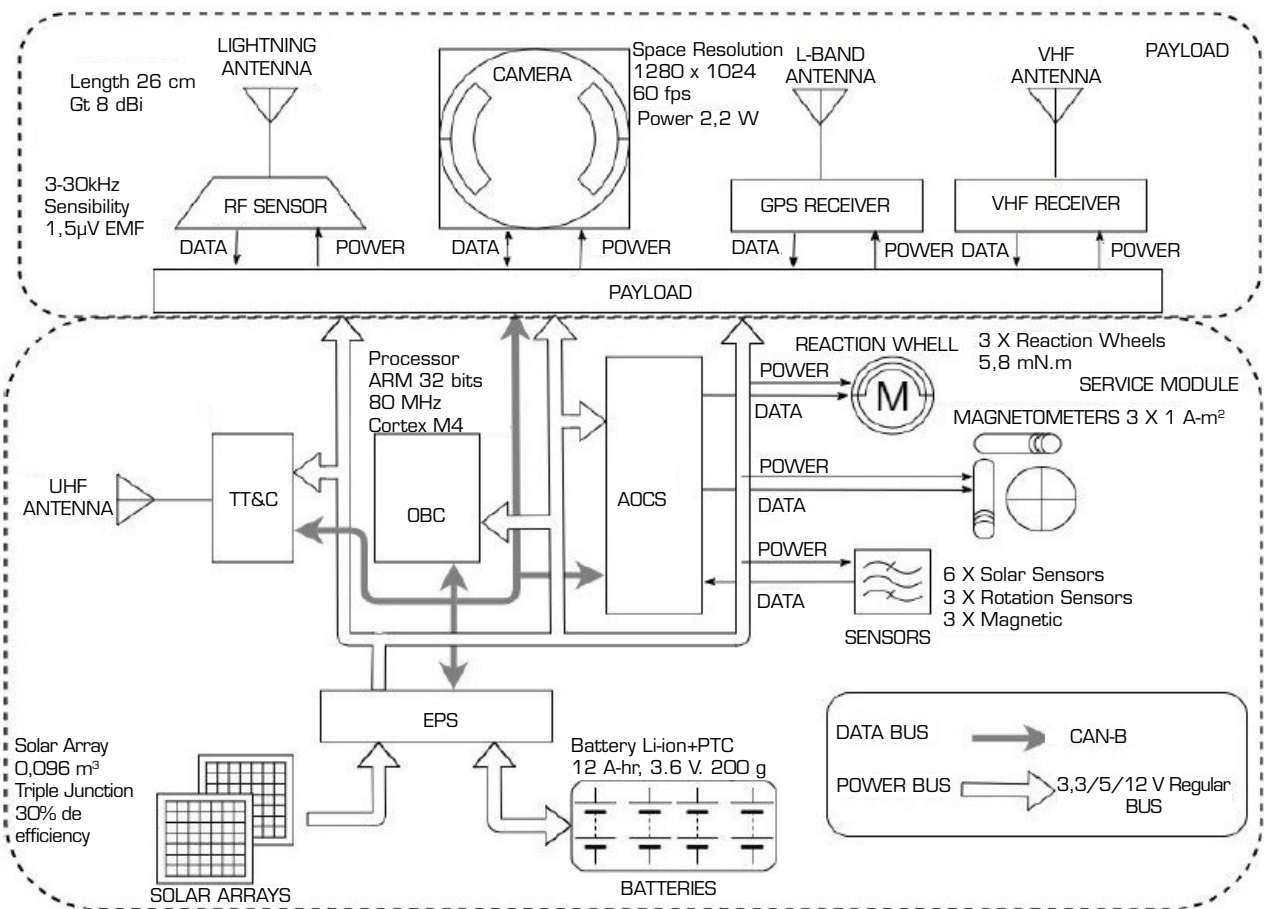 LIGHTNING
ANTENNA
Length 26 cm
Gt 8 dBi
3-30kHz
Sensibility
1,5µV EMF
RF SENSOR
DATA
POWER
CAMERA
Space Resolution
1280 x 1024
60 fps
Power 2,2 W
DATA
POWER
L-BAND
ANTENNA
GPS RECEIVER
DATA
POWER
VHF
ANTENNA
VHF RECEIVER
DATA
POWER
PAYLOAD
PAYLOAD
Processor
ARM 32 bits
80 MHz
Cortex M4
UHF
ANTENNA
TT&C
OBC
AOCS
REACTION WHELL
3 X Reaction Wheels
5,8 mN.m
POWER
DATA
M
SERVICE MODULE
MAGNETOMETERS 3 X 1 A-m²
POWER
DATA
POWER
DATA
6 X Solar Sensors
3 X Rotation Sensors
3 X Magnetic
SENSORS
EPS
Solar Array
0,096 m³
Triple Junction
30% de
efficiency
SOLAR ARRAYS
Battery Li-ion+PTC
12 A-hr, 3.6 V. 200 g
BATTERIES
DATA BUS
CAN-B
POWER BUS
3,3/5/12 V Regular
BUS